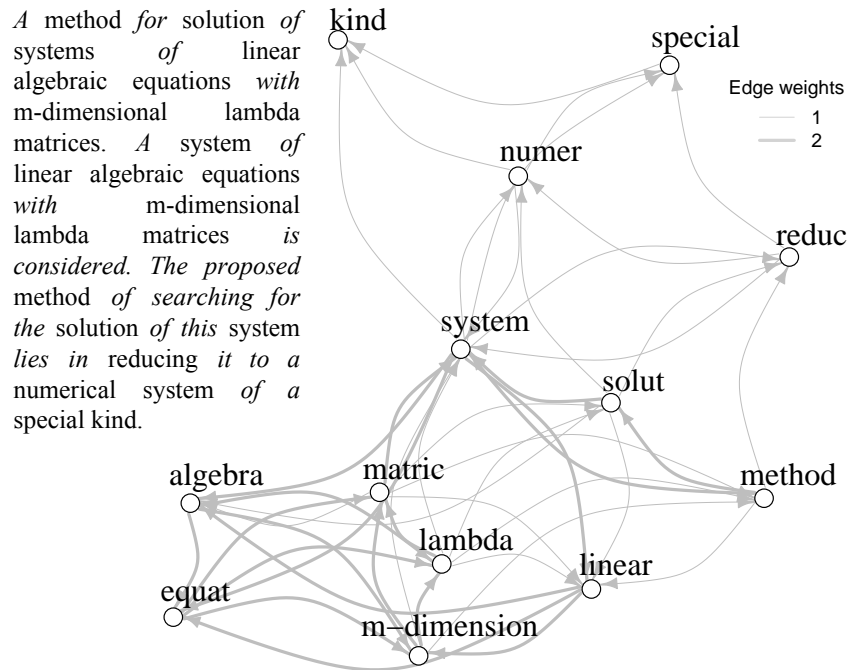 A method for solution of
systems of linear
algebraic equations with
m-dimensional lambda
matrices. A system of
linear algebraic equations
with m-dimensional
lambda matrices is
considered. The proposed
method of searching for
the solution of this system
lies in reducing it to a
numerical system of a
special kind.
kind
special
Edge weights
1
2
numer
reduc
system
solut
algebra
matric
method
lambda
linear
equat
m−dimension